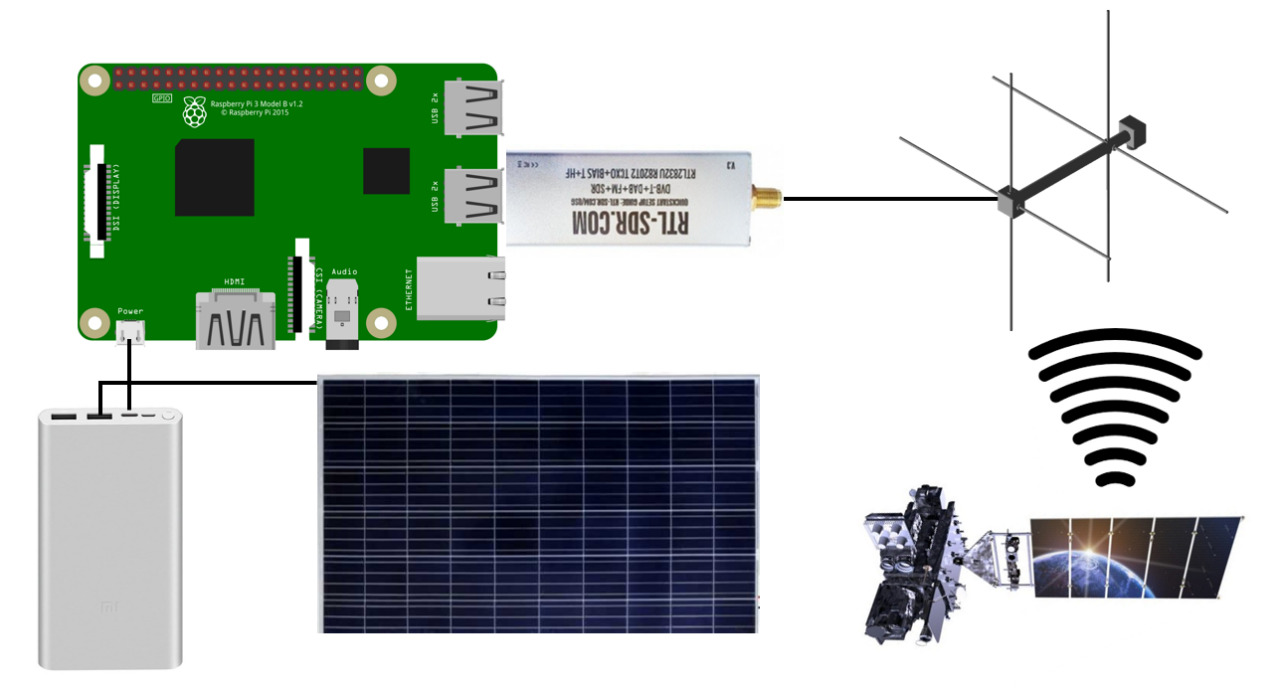 GPIO
Raspberry Pi 3 Model B v1.2
© Raspberry Pi 2015
USB 2x
USB 2x
DSI (DISPLAY)
ETHERNET
HDMI
CSI (CAMERA)
Audio
Power
V.3
RTL2832U R820T2 TCXO+BIAS T+HF
DVB-T+DAB+FM+SDR
QUICKSTART SETUP GUIDE: RTL-SDR.COM/QSG
RTL-SDR.COM
mi